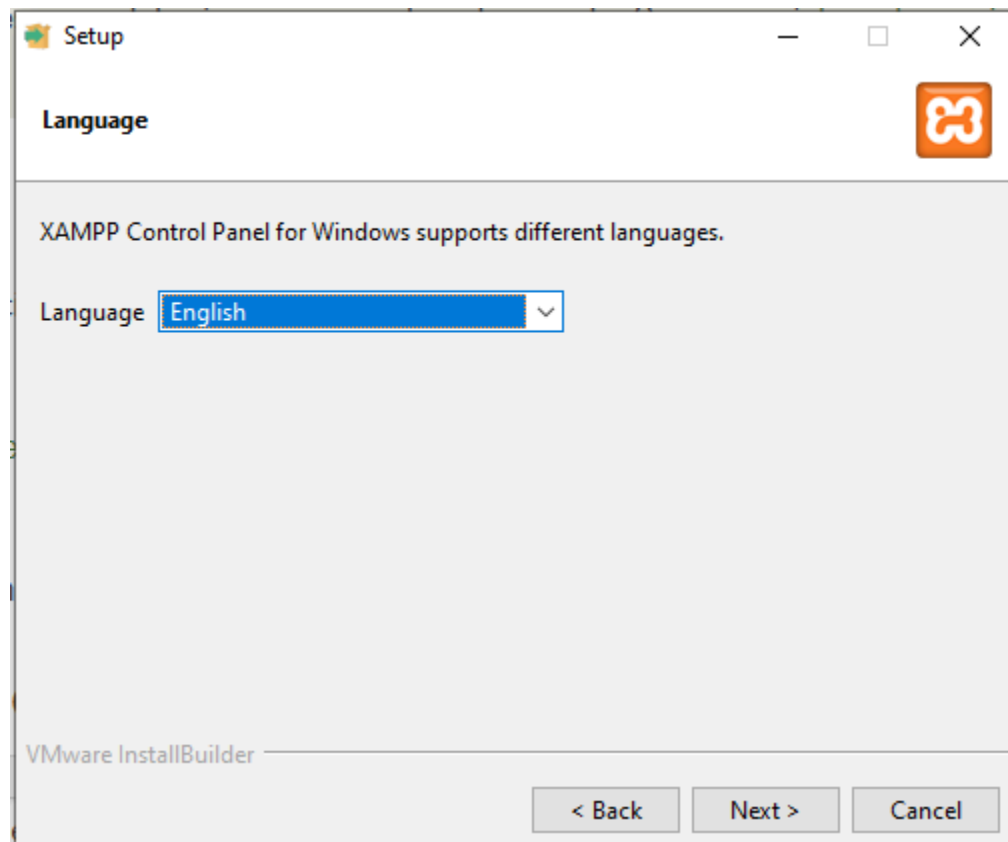 Setup
Language
XAMPP Control Panel for Windows supports different languages.
Language English
VMware InstallBuilder
< Back Next > Cancel